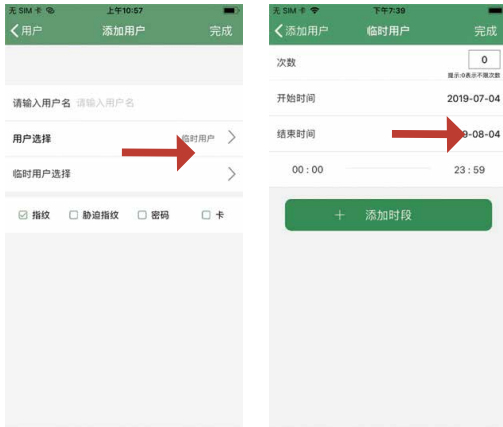 无 SIM 卡
上午10:57
用户
添加用户
完成
请输入用户名 请输入用户名
用户选择
临时用户
临时用户选择
指纹
胁迫指纹
密码
卡
无 SIM 卡
下午7:39
添加用户
临时用户
完成
次数
0
提示:0表示不限次数
开始时间
2019-07-04
结束时间
9-08-04
00 : 00
23 : 59
+ 添加时段